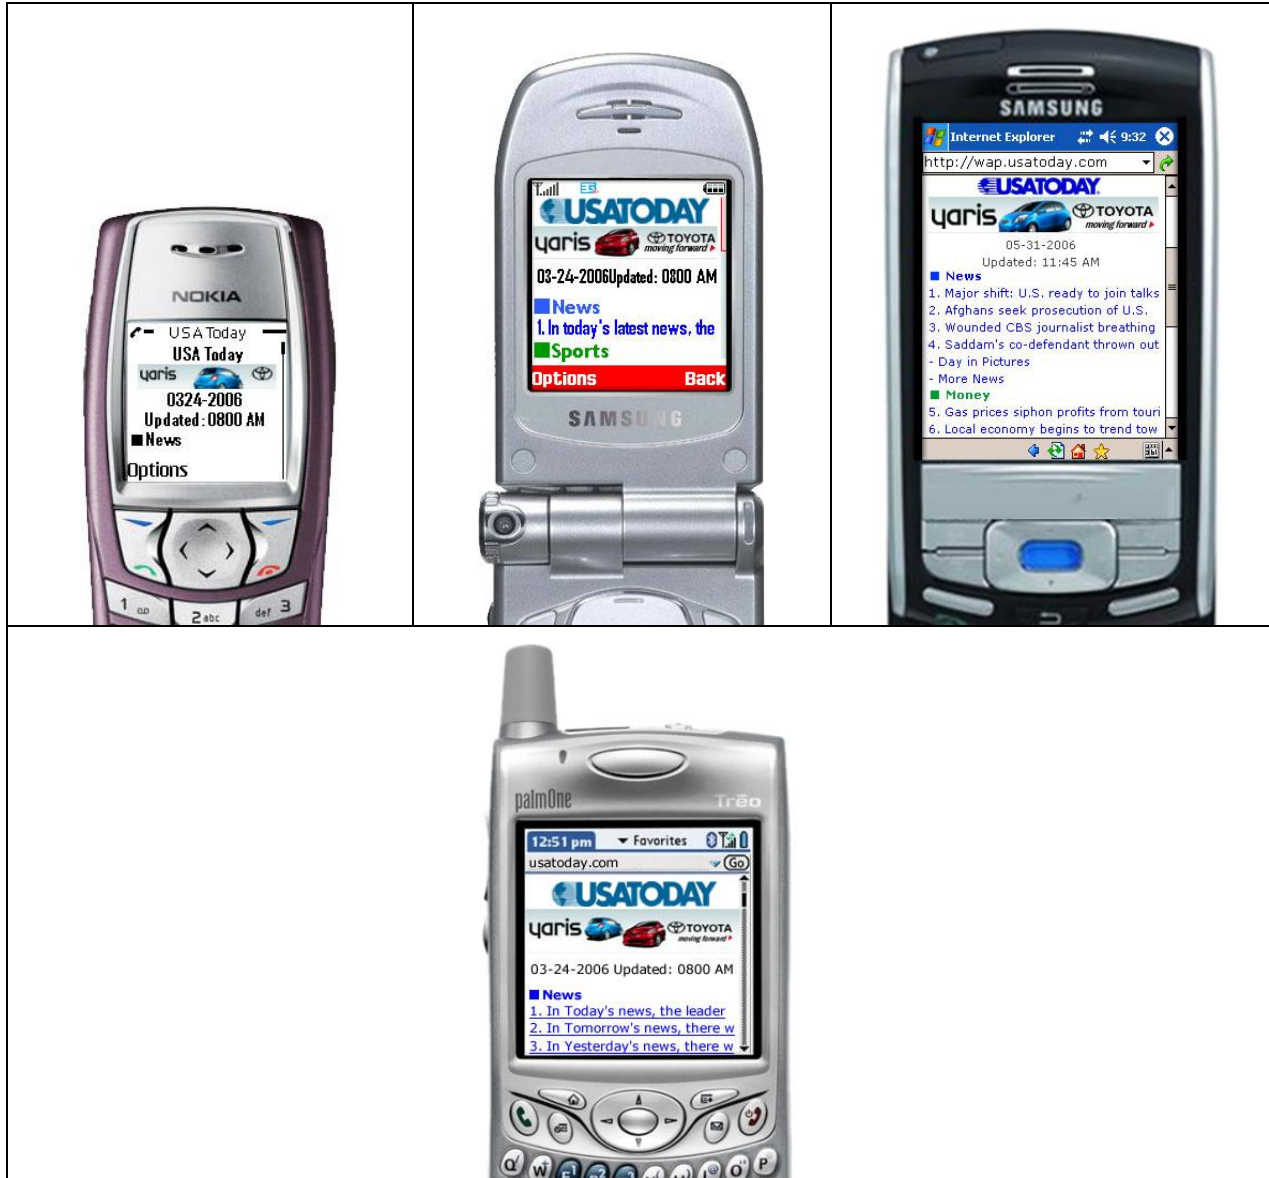 NOKIA
USA Today
USA Today
yaris
0324-2006
Updated: 0800 AM
News
Options
1
2 abc
def 3
USATODAY
yaris TOYOTA
moving forward
03-24-2006Updated: 0800 AM
News
1. In today's latest news, the
Sports
Options Back
SAMSUNG
SAMSUNG
Internet Explorer 9:32
http://wap.usatoday.com
USATODAY
yaris TOYOTA
moving forward
05-31-2006
Updated: 11:45 AM
News
1. Major shift: U.S. ready to join talks
2. Afghans seek prosecution of U.S.
3. Wounded CBS journalist breathing
4. Saddam's co-defendant thrown out
- Day in Pictures
- More News
Money
5. Gas prices siphon profits from touri
6. Local economy begins to trend tow
palmOne Trēo
12:51 pm Favorites
usatoday.com Go
USATODAY
yaris TOYOTA
moving forward
03-24-2006 Updated: 0800 AM
News
1. In Today's news, the leader
2. In Tomorrow's news, there w
3. In Yesterday's news, there w
Q W O P